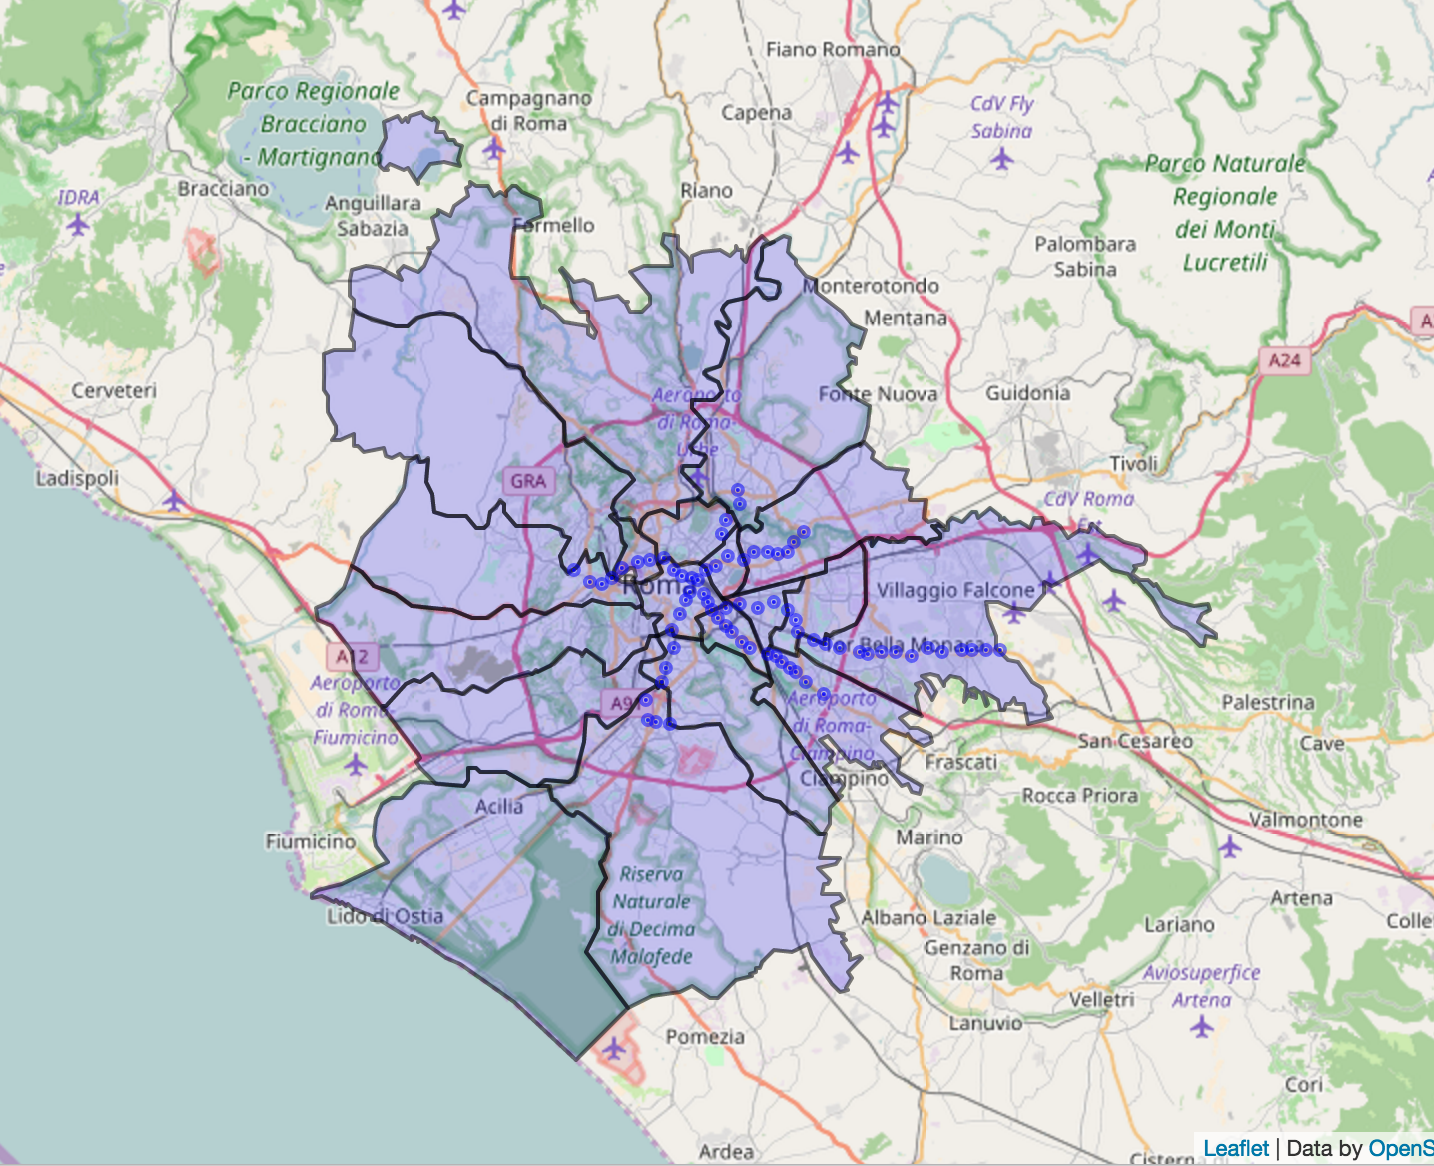 Fiano Romano
Parco Regionale
Bracciano
- Martignano
Campagnano
di Roma
Capena
CdV Fly
Sabina
IDRA
Bracciano
Anguillara
Sabazia
Riano
Formello
Parco Naturale
Regionale
dei Monti
Lucretili
Palombara
Sabina
Monterotondo
Mentana
A24
Cerveteri
Aeroporto
di Roma-
Urbe
Fonte Nuova
Guidonia
Ladispoli
GRA
Tivoli
CdV Roma
Est
Roma
Villaggio Falcone
Tor Bella Monaca
A12
Aeroporto
di Roma
Fiumicino
A91
Aeroporto
di Roma-
Ciampino
Ciampino
Palestrina
San Cesareo
Cave
Frascati
Rocca Priora
Acilia
Fiumicino
Marino
Valmontone
Riserva
Naturale
di Decima
Malafede
Lido di Ostia
Albano Laziale
Artena
Lariano
Colle
Genzano di
Roma
Aviosuperfice
Artena
Velletri
Lanuvio
Pomezia
Cori
Ardea
Leaflet | Data by OpenS